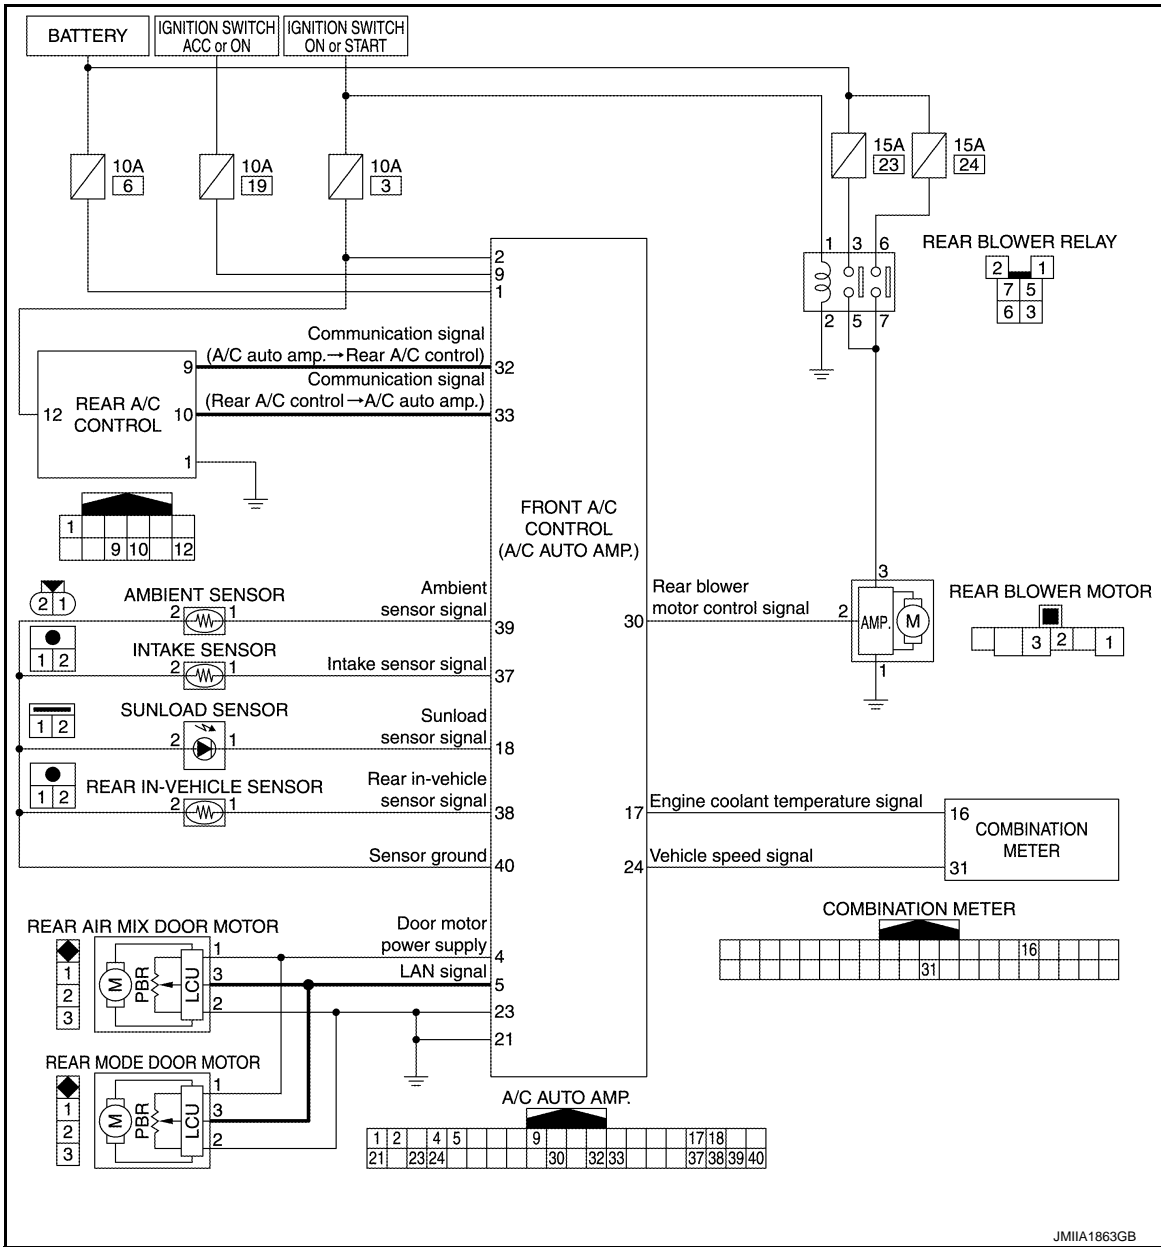 BATTERY
IGNITION SWITCH
ACC or ON
IGNITION SWITCH
ON or START
10A
6
10A
19
10A
3
15A
23
15A
24
1 3 6
2 5 7
REAR BLOWER RELAY
2 1
7 5
6 3
2
9
1
Communication signal
(A/C auto amp.→Rear A/C control)
9
32
Communication signal
(Rear A/C control→A/C auto amp.)
10
33
12
REAR A/C
CONTROL
1
1
9 10 12
FRONT A/C
CONTROL
(A/C AUTO AMP.)
2 1
AMBIENT SENSOR
2 1
Ambient
sensor signal
39
1 2
INTAKE SENSOR
2 1
Intake sensor signal
37
1 2
SUNLOAD SENSOR
2 1
Sunload
sensor signal
18
1 2
REAR IN-VEHICLE SENSOR
2 1
Rear in-vehicle
sensor signal
38
Sensor ground
40
Rear blower
motor control signal
30
3
2
AMP.
M
1
REAR BLOWER MOTOR
3 2 1
Engine coolant temperature signal
17
16
Vehicle speed signal
24
31
COMBINATION
METER
COMBINATION METER
16
31
REAR AIR MIX DOOR MOTOR
1
2
3
M
PBR
LCU
1
3
2
Door motor
power supply
4
LAN signal
5
23
21
REAR MODE DOOR MOTOR
1
2
3
M
PBR
LCU
1
3
2
A/C AUTO AMP.
1 2 4 5 9 17 18
21 23 24 30 32 33 37 38 39 40
JMIIA1863GB